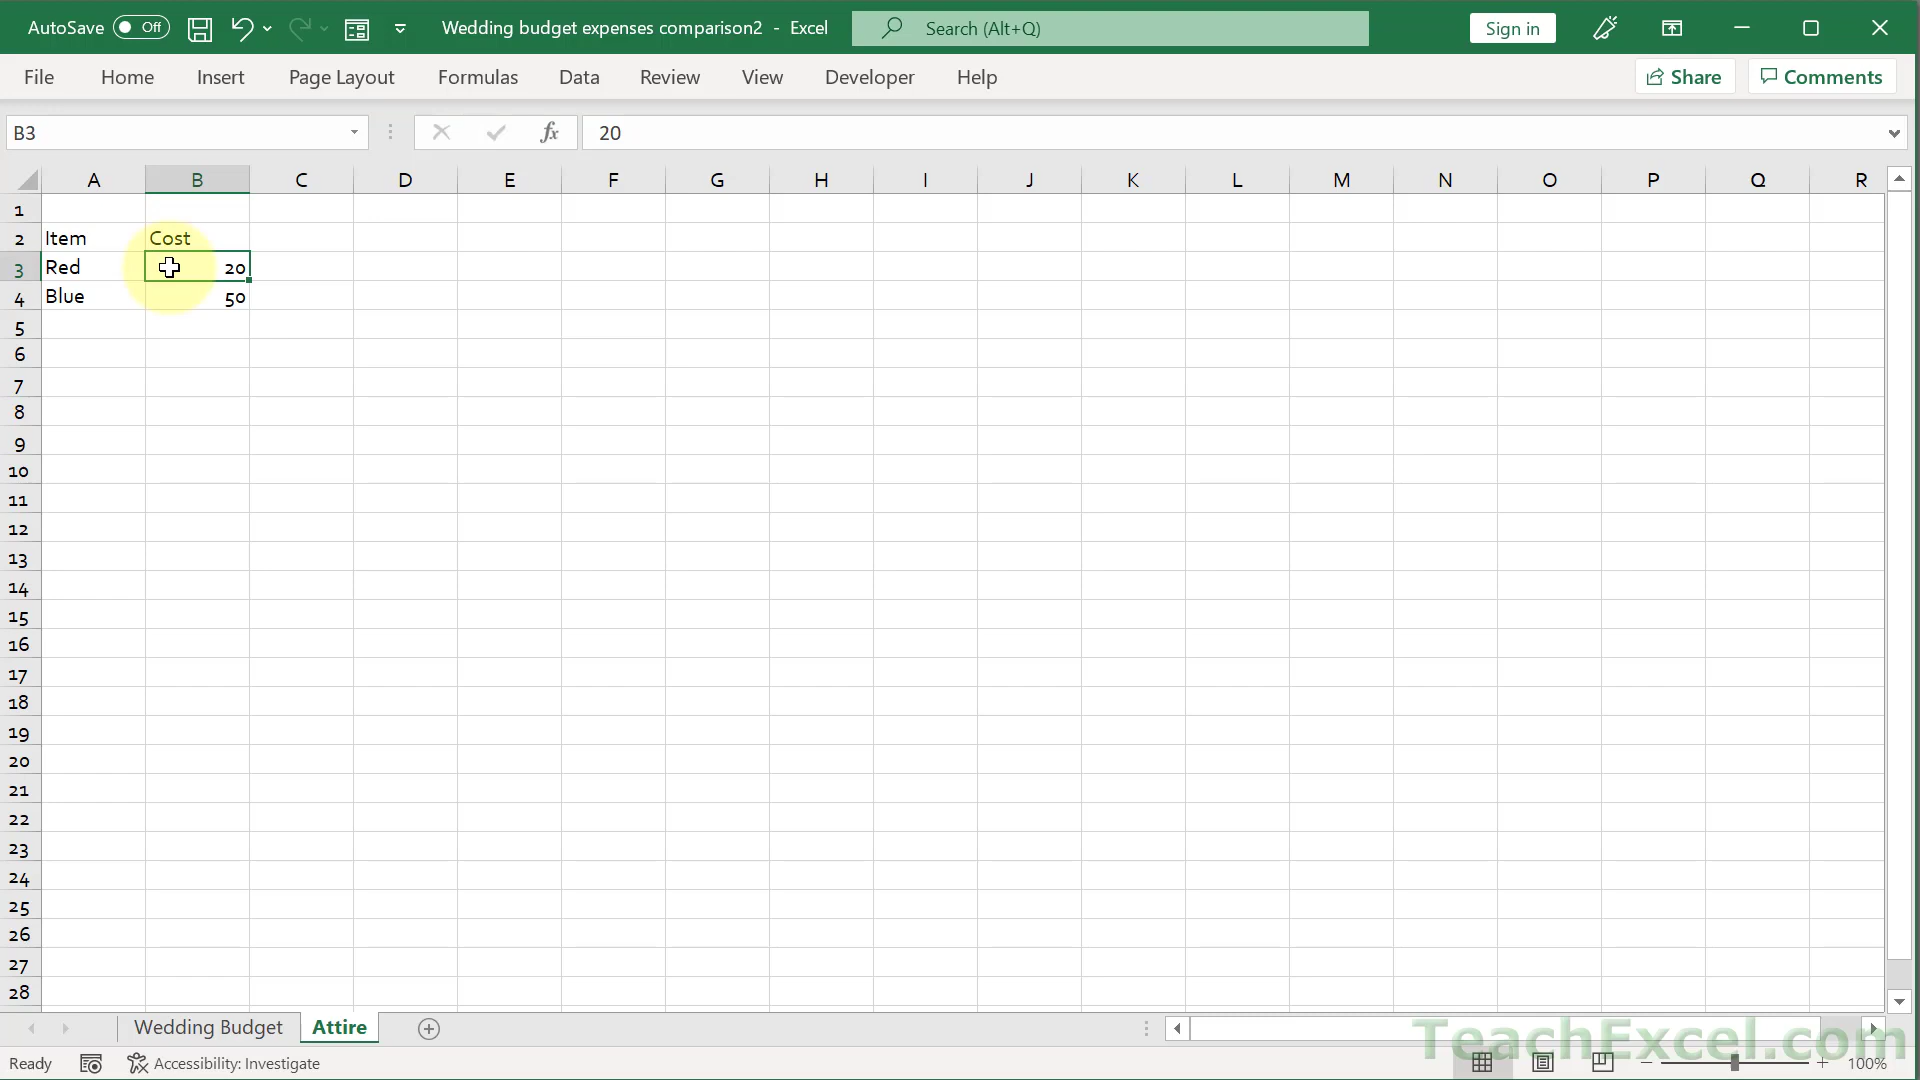 AutoSave Off Wedding budget expenses comparison2 - Excel Search (Alt+Q) Sign in
File Home Insert Page Layout Formulas Data Review View Developer Help Share Comments
B3 fx 20
A B C D E F G H I J K L M N O P Q R
1
2 Item Cost
3 Red 20
4 Blue 50
5
6
7
8
9
10
11
12
13
14
15
16
17
18
19
20
21
22
23
24
25
26
27
28
Wedding Budget Attire
TeachExcel.com
Ready Accessibility: Investigate 100%